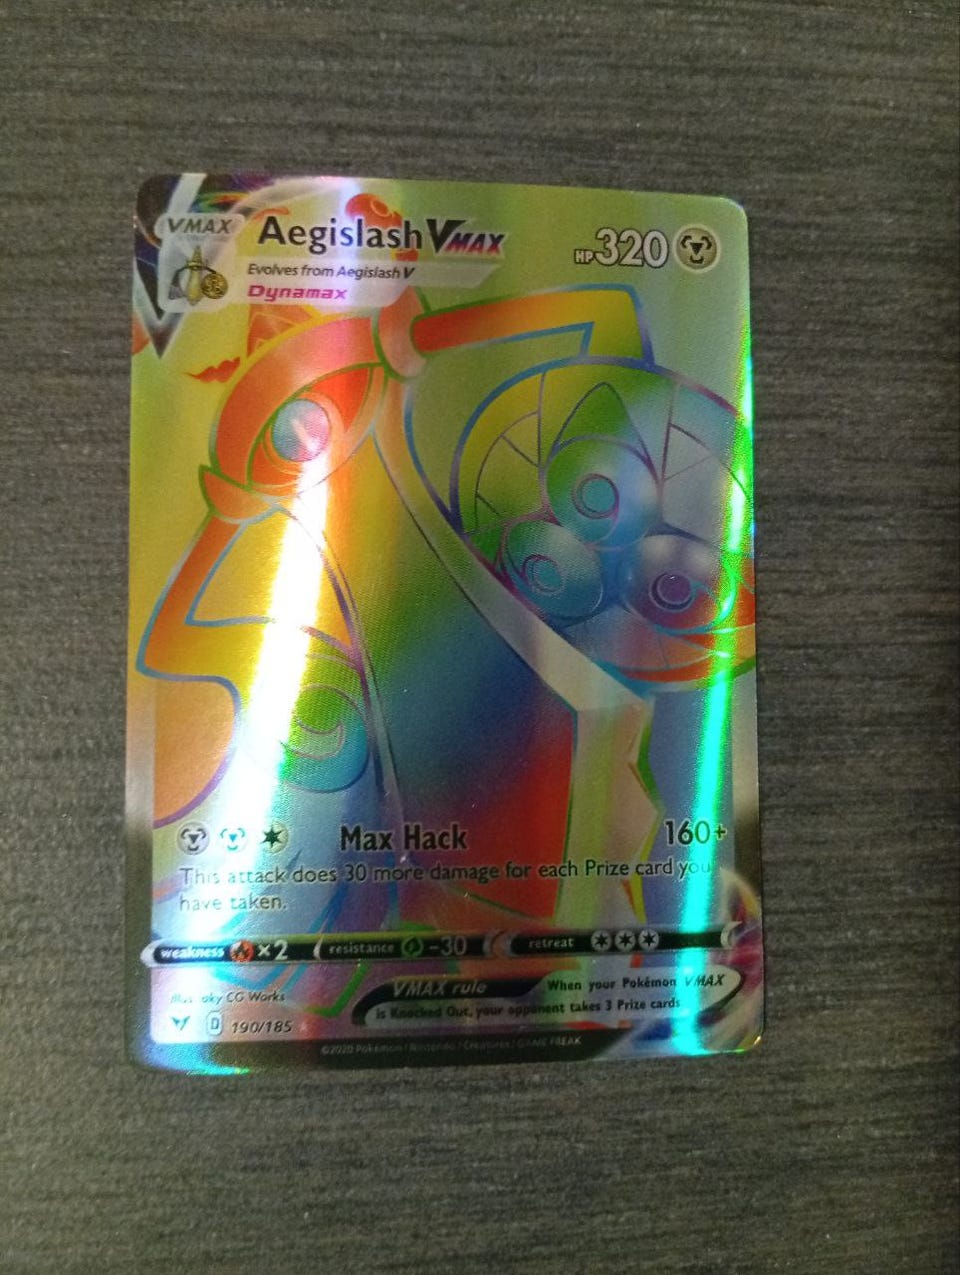 VMAX
Aegislash VMAX
HP 320
Evolves from Aegislash V
Dynamax
Max Hack 160+
This attack does 30 more damage for each Prize card you
have taken.
weakness ×2 resistance -30 retreat
VMAX rule When your Pokémon VMAX
is Knocked Out, your opponent takes 3 Prize cards
Illus. aky CG Works
D 190/185
©2020 Pokémon / Nintendo / Creatures / GAME FREAK